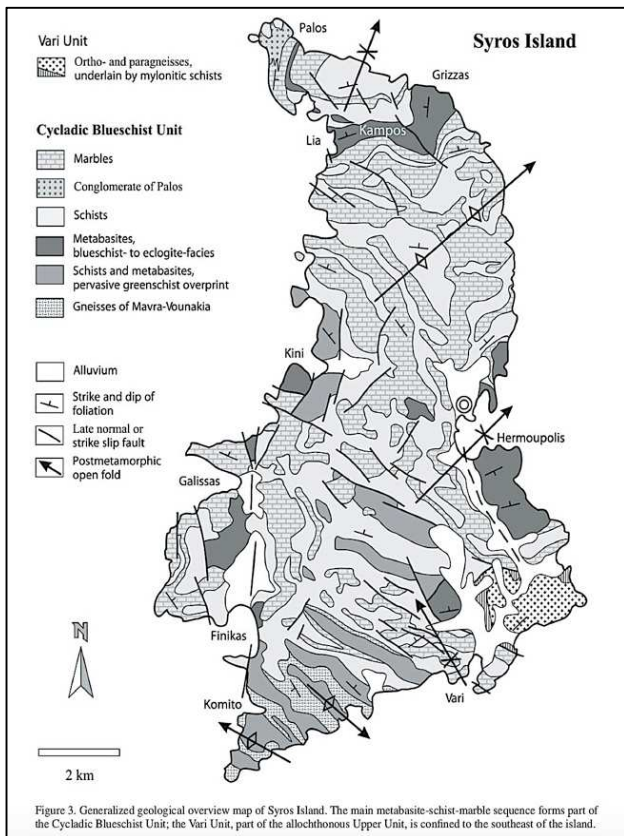 Vari Unit
Ortho- and paragneisses,
underlain by mylonitic schists
Cycladic Blueschist Unit
Marbles
Conglomerate of Palos
Schists
Metabasites,
blueschist- to eclogite-facies
Schists and metabasites,
pervasive greenschist overprint
Gneisses of Mavra-Vounakia
Alluvium
Strike and dip of
foliation
Late normal or
strike slip fault
Postmetamorphic
open fold
N
2 km
Syros Island
Palos
Grizzas
Lia
Kampos
Kini
Hermoupolis
Galissas
Finikas
Komito
Vari
Figure 3. Generalized geological overview map of Syros Island. The main metabasite-schist-marble sequence forms part of
the Cycladic Blueschist Unit; the Vari Unit, part of the allochthonous Upper Unit, is confined to the southeast of the island.